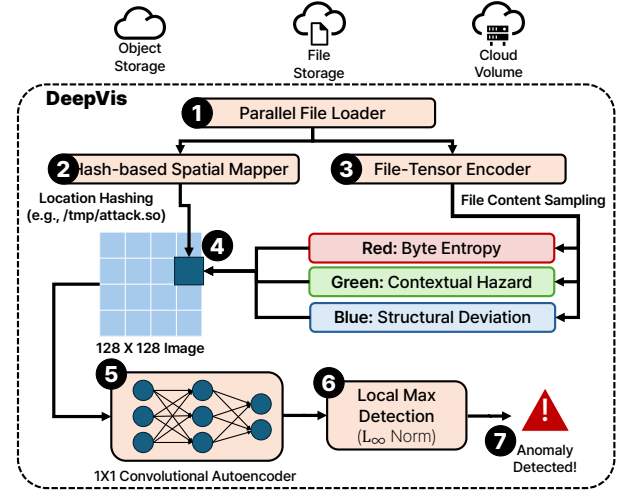 Object
Storage
File
Storage
Cloud
Volume
DeepVis
1 Parallel File Loader
2 Hash-based Spatial Mapper
3 File-Tensor Encoder
Location Hashing
(e.g., /tmp/attack.so)
File Content Sampling
4
Red: Byte Entropy
Green: Contextual Hazard
Blue: Structural Deviation
128 X 128 Image
5
6
Local Max
Detection
(L∞ Norm)
!
7
Anomaly
Detected!
1X1 Convolutional Autoencoder